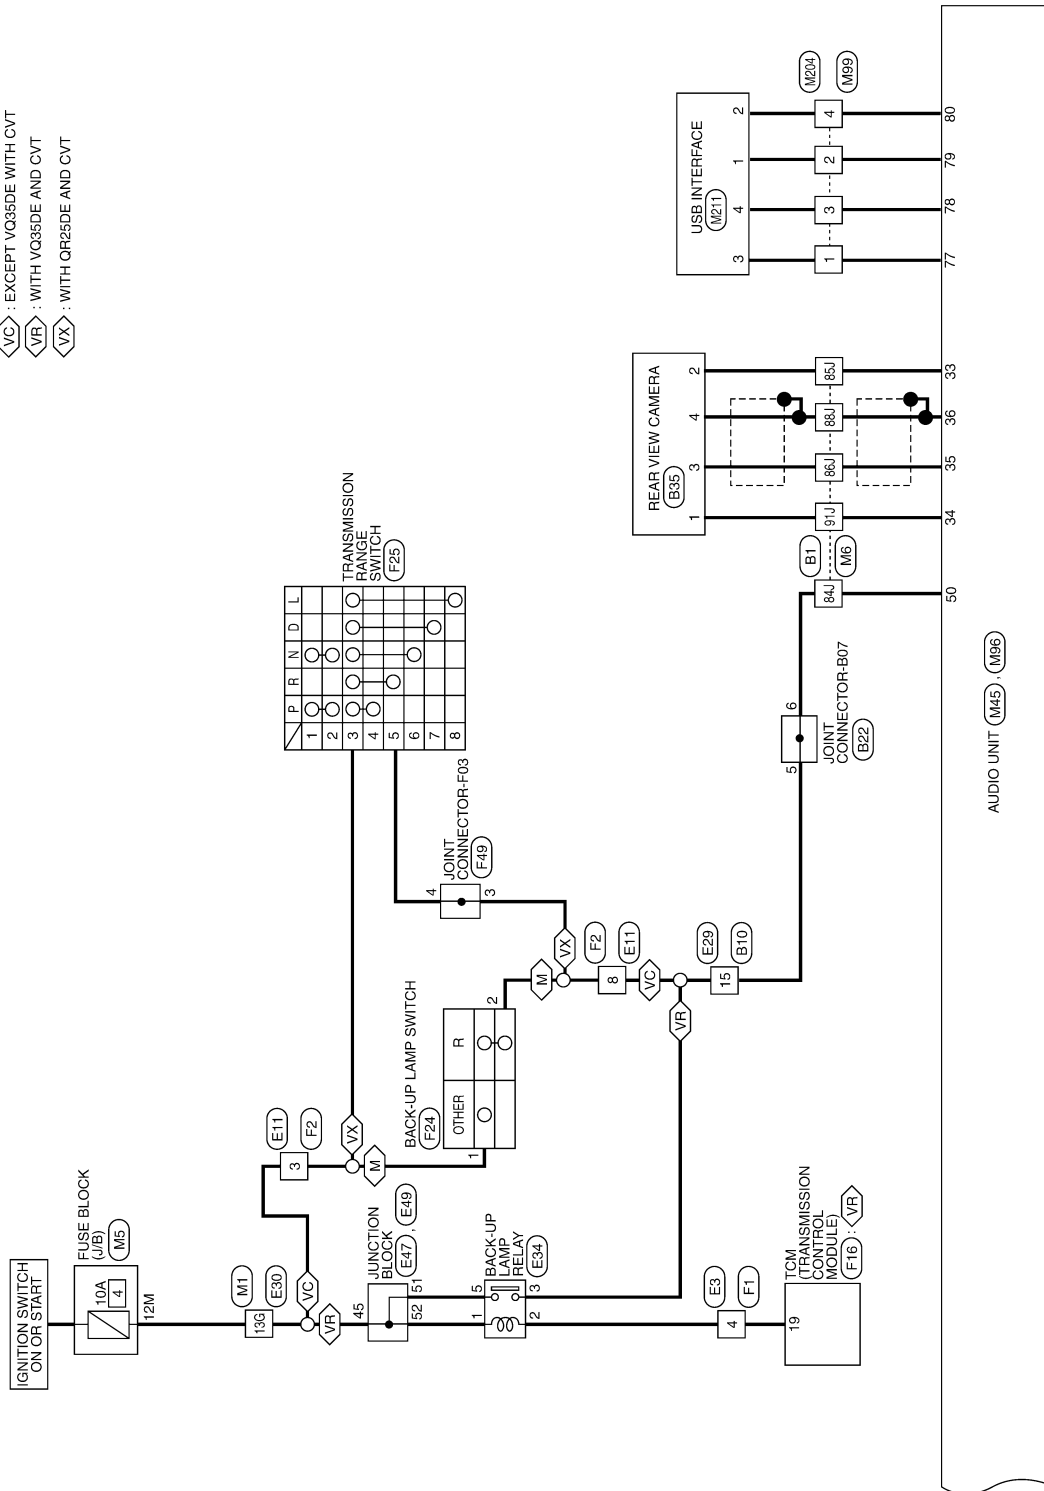 VC : EXCEPT VQ35DE WITH CVT
VR : WITH VQ35DE AND CVT
VX : WITH QR25DE AND CVT
IGNITION SWITCH
ON OR START
FUSE BLOCK
(J/B)
M5
10A
4
12M
M1
E30
13G
VC
VR
E11
F2
3
VX
M
45
JUNCTION
BLOCK
E47 , E49
52
51
BACK-UP
LAMP
RELAY
E34
1
5
2
3
E3
F1
4
TCM
(TRANSMISSION
CONTROL
MODULE)
F16 : VR
19
BACK-UP LAMP SWITCH
F24
OTHER
R
1
2
TRANSMISSION
RANGE
SWITCH
F25
P
R
N
D
L
1
2
3
4
5
6
7
8
JOINT
CONNECTOR-F03
F49
4
3
VX
M
F2
E11
8
VC
VR
E29
B10
15
JOINT
CONNECTOR-B07
B22
5
6
B1
M6
84J
91J
86J
88J
85J
REAR VIEW CAMERA
B35
1
3
4
2
USB INTERFACE
M211
3
4
1
2
M204
M99
1
3
2
4
50
34
35
36
33
77
78
79
80
AUDIO UNIT M45 , M96